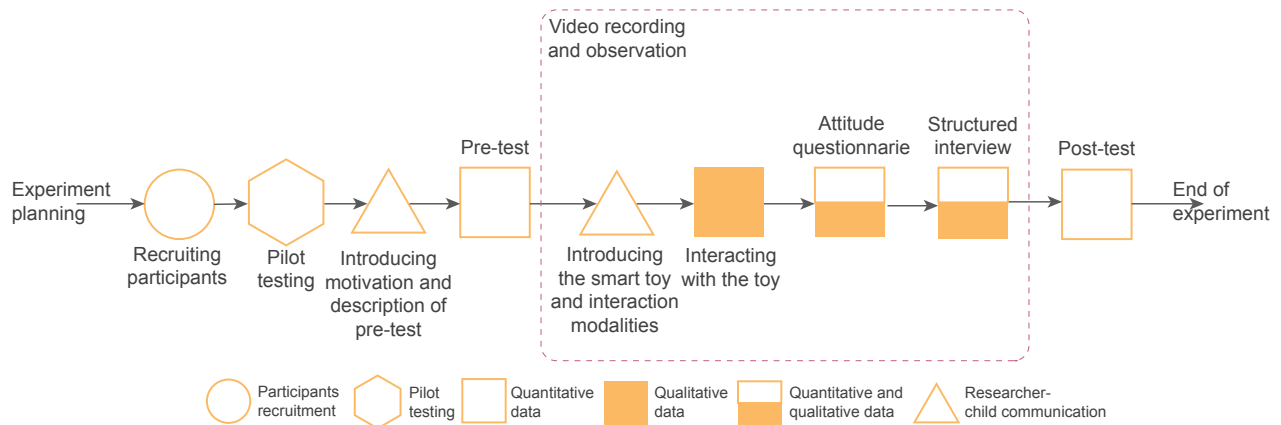 Video recording
and observation
Experiment
planning
Recruiting
participants
Pilot
testing
Introducing
motivation and
description of
pre-test
Pre-test
Introducing
the smart toy
and interaction
modalities
Interacting
with the toy
Attitude
questionnarie
Structured
interview
Post-test
End of
experiment
Participants
recruitment
Pilot
testing
Quantitative
data
Qualitative
data
Quantitative and
qualitative data
Researcher-
child communication